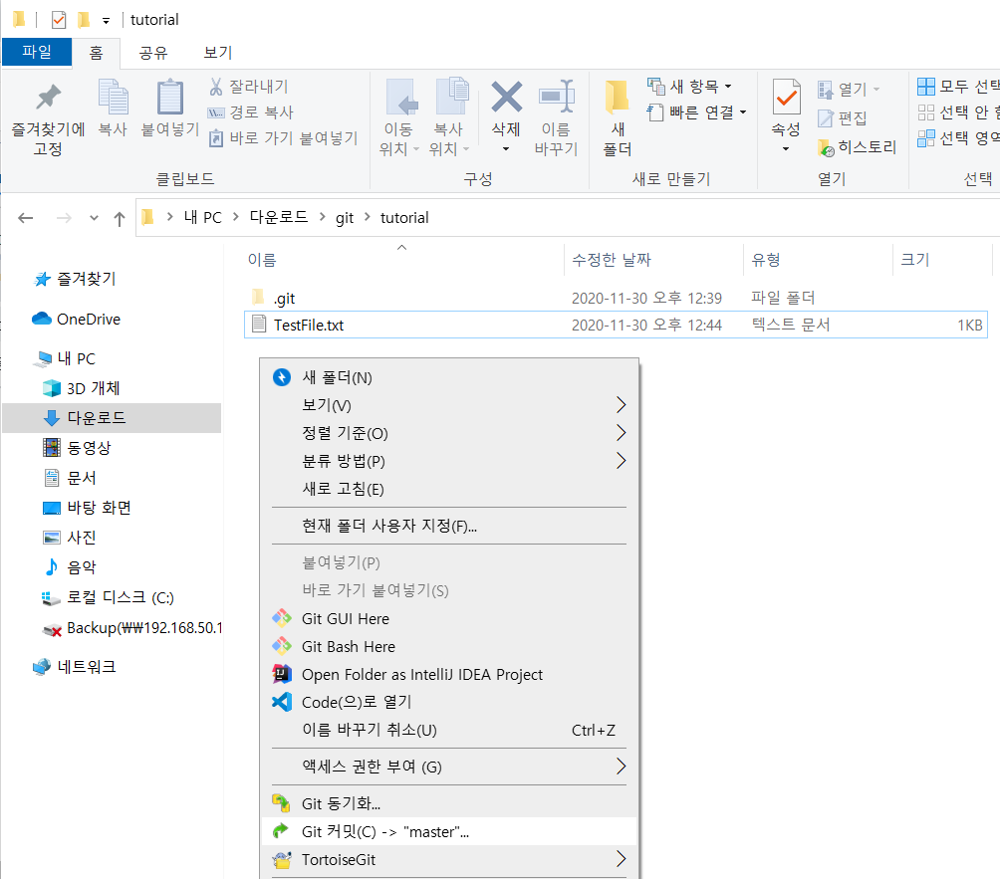 tutorial
파일 홈 공유 보기
즐겨찾기에 고정
복사
붙여넣기
잘라내기
경로 복사
바로 가기 붙여넣기
클립보드
이동 위치
복사 위치
삭제
이름 바꾸기
구성
새 폴더
새 항목
빠른 연결
새로 만들기
속성
열기
편집
히스토리
열기
모두 선택
선택 안 함
선택 영역
선택
내 PC > 다운로드 > git > tutorial
이름 수정한 날짜 유형 크기
.git 2020-11-30 오후 12:39 파일 폴더
TestFile.txt 2020-11-30 오후 12:44 텍스트 문서 1KB
즐겨찾기
OneDrive
내 PC
3D 개체
다운로드
동영상
문서
바탕 화면
사진
음악
로컬 디스크 (C:)
Backup(₩₩192.168.50.1
네트워크
새 폴더(N)
보기(V)
정렬 기준(O)
분류 방법(P)
새로 고침(E)
현재 폴더 사용자 지정(F)...
붙여넣기(P)
바로 가기 붙여넣기(S)
Git GUI Here
Git Bash Here
Open Folder as IntelliJ IDEA Project
Code(으)로 열기
이름 바꾸기 취소(U) Ctrl+Z
액세스 권한 부여 (G)
Git 동기화...
Git 커밋(C) -> "master"...
TortoiseGit